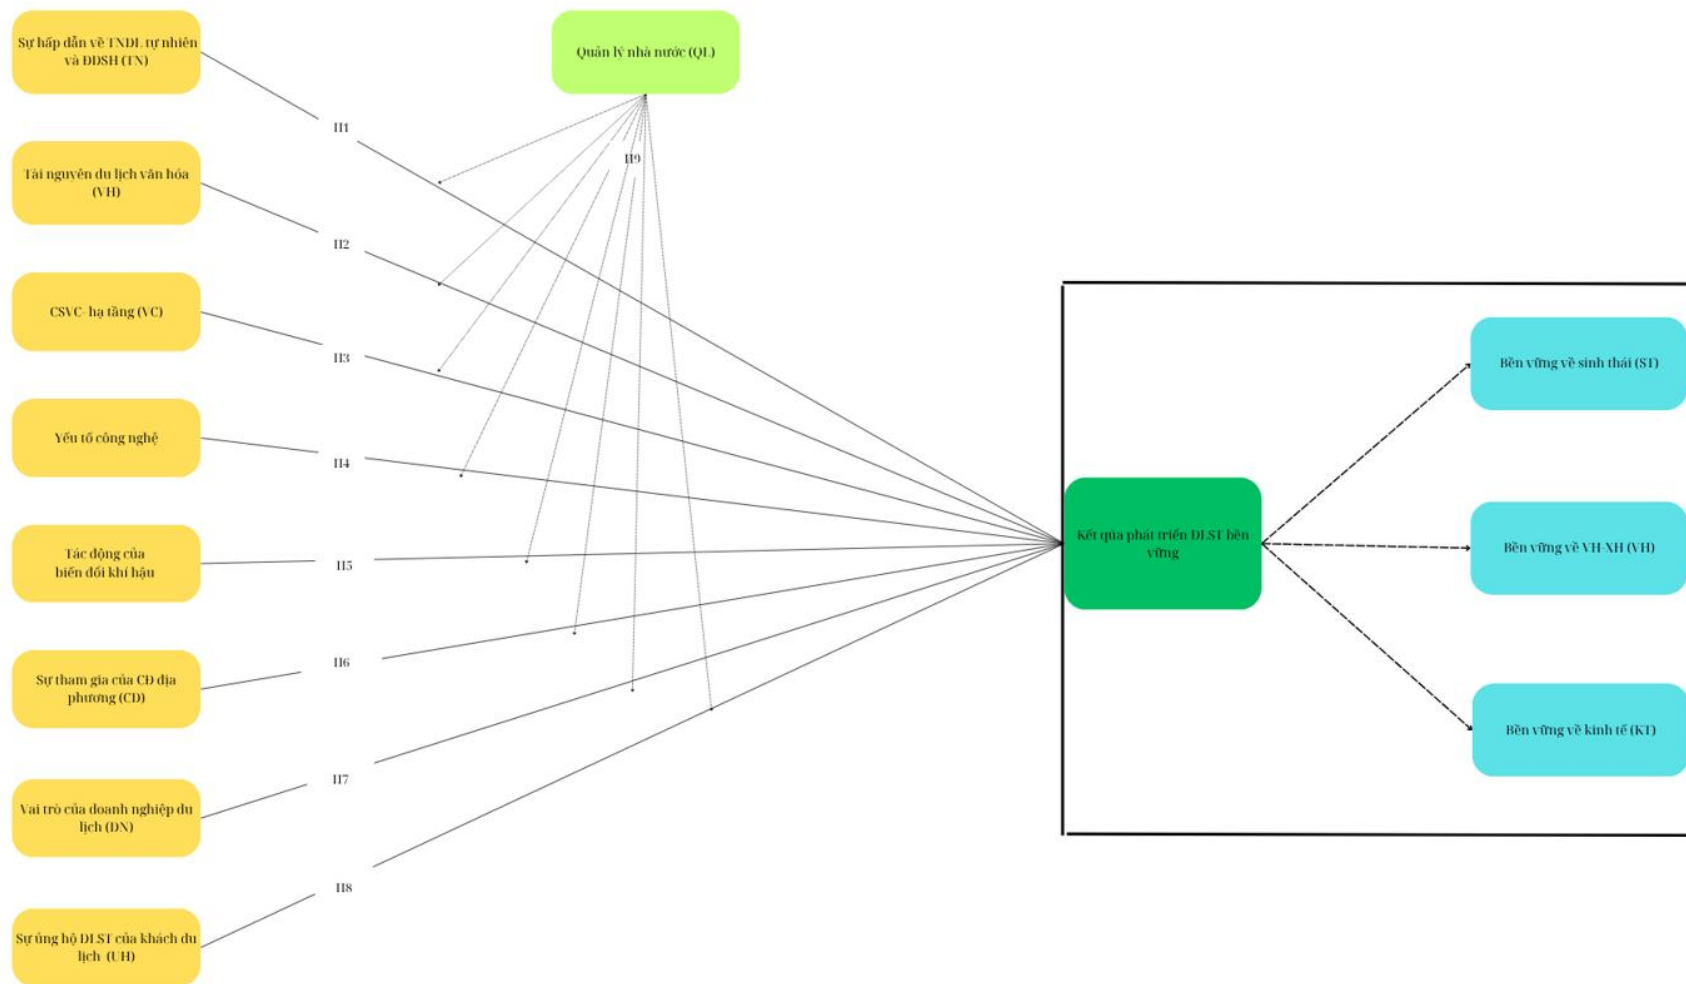 Sự hấp dẫn về TNDL tự nhiên
và ĐDSH (TN)
Quản lý nhà nước (QL)
H1
H9
Tài nguyên du lịch văn hóa
(VH)
H2
CSVC- hạ tầng (VC)
H3
Yếu tố công nghệ
H4
Tác động của
biến đổi khí hậu
H5
Sự tham gia của CĐ địa
phương (CD)
H6
Vai trò của doanh nghiệp du
lịch (DN)
H7
Sự ủng hộ DLST của khách du
lịch (UH)
H8
Kết qủa phát triển DLST bền
vững
Bền vững về sinh thái (ST)
Bền vững về VH-XH (VH)
Bền vững về kinh tế (KT)